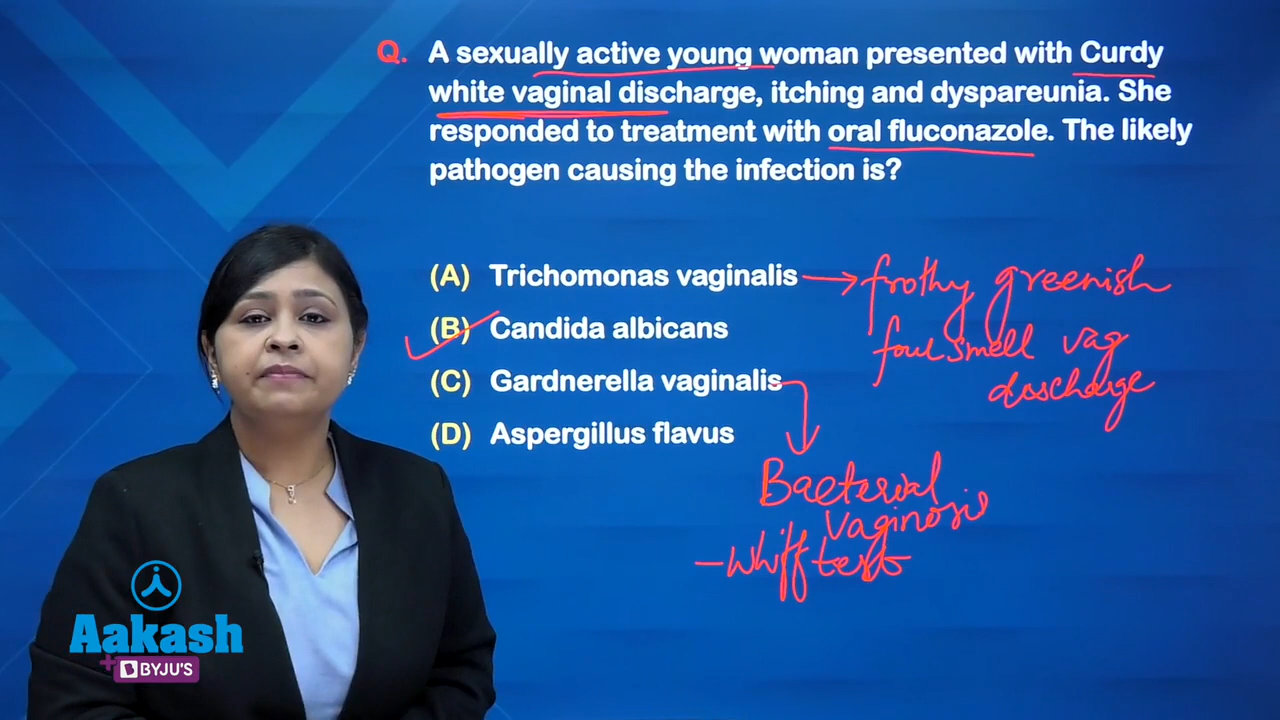 Q. A sexually active young woman presented with Curdy
white vaginal discharge, itching and dyspareunia. She
responded to treatment with oral fluconazole. The likely
pathogen causing the infection is?
(A) Trichomonas vaginalis → frothy greenish
foul smell vag
discharge
(B) Candida albicans
(C) Gardnerella vaginalis
(D) Aspergillus flavus
Bacterial
vaginosis
- Whiff test
Aakash
+ BYJU'S